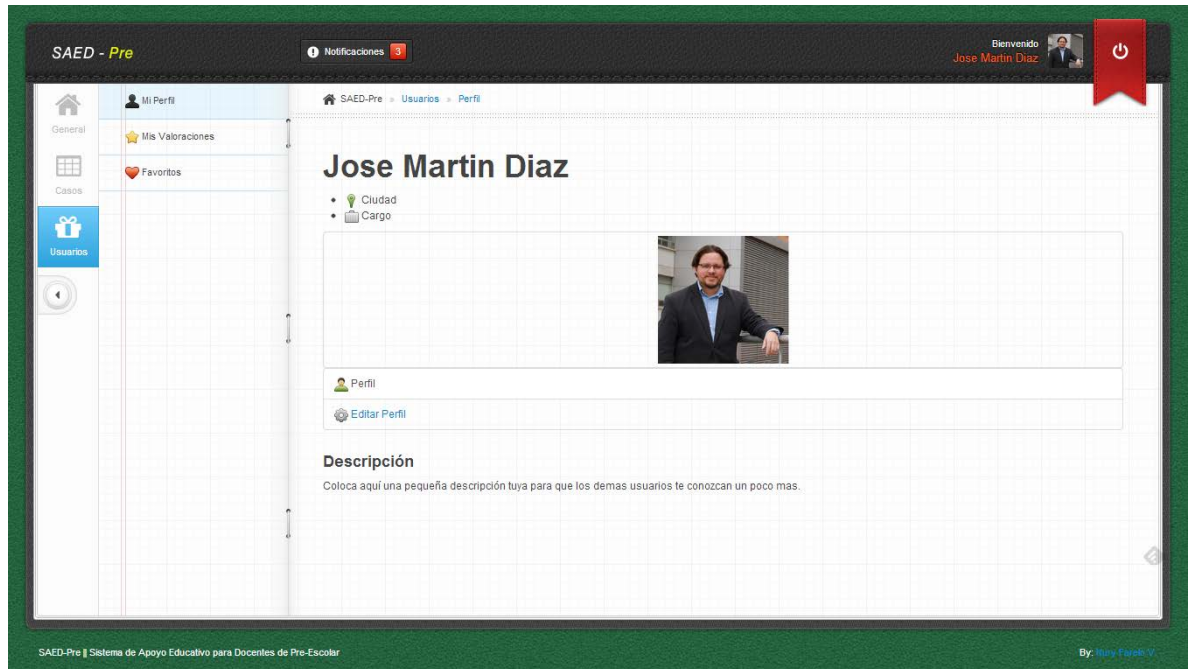 SAED - Pre
Notificaciones 3
Bienvenido
Jose Martin Diaz
General
Casos
Usuarios
Mi Perfil
Mis Valoraciones
Favoritos
SAED-Pre » Usuarios » Perfil
Jose Martin Diaz
Ciudad
Cargo
Perfil
Editar Perfil
Descripción
Coloca aquí una pequeña descripción tuya para que los demas usuarios te conozcan un poco mas.
SAED-Pre || Sistema de Apoyo Educativo para Docentes de Pre-Escolar
By: